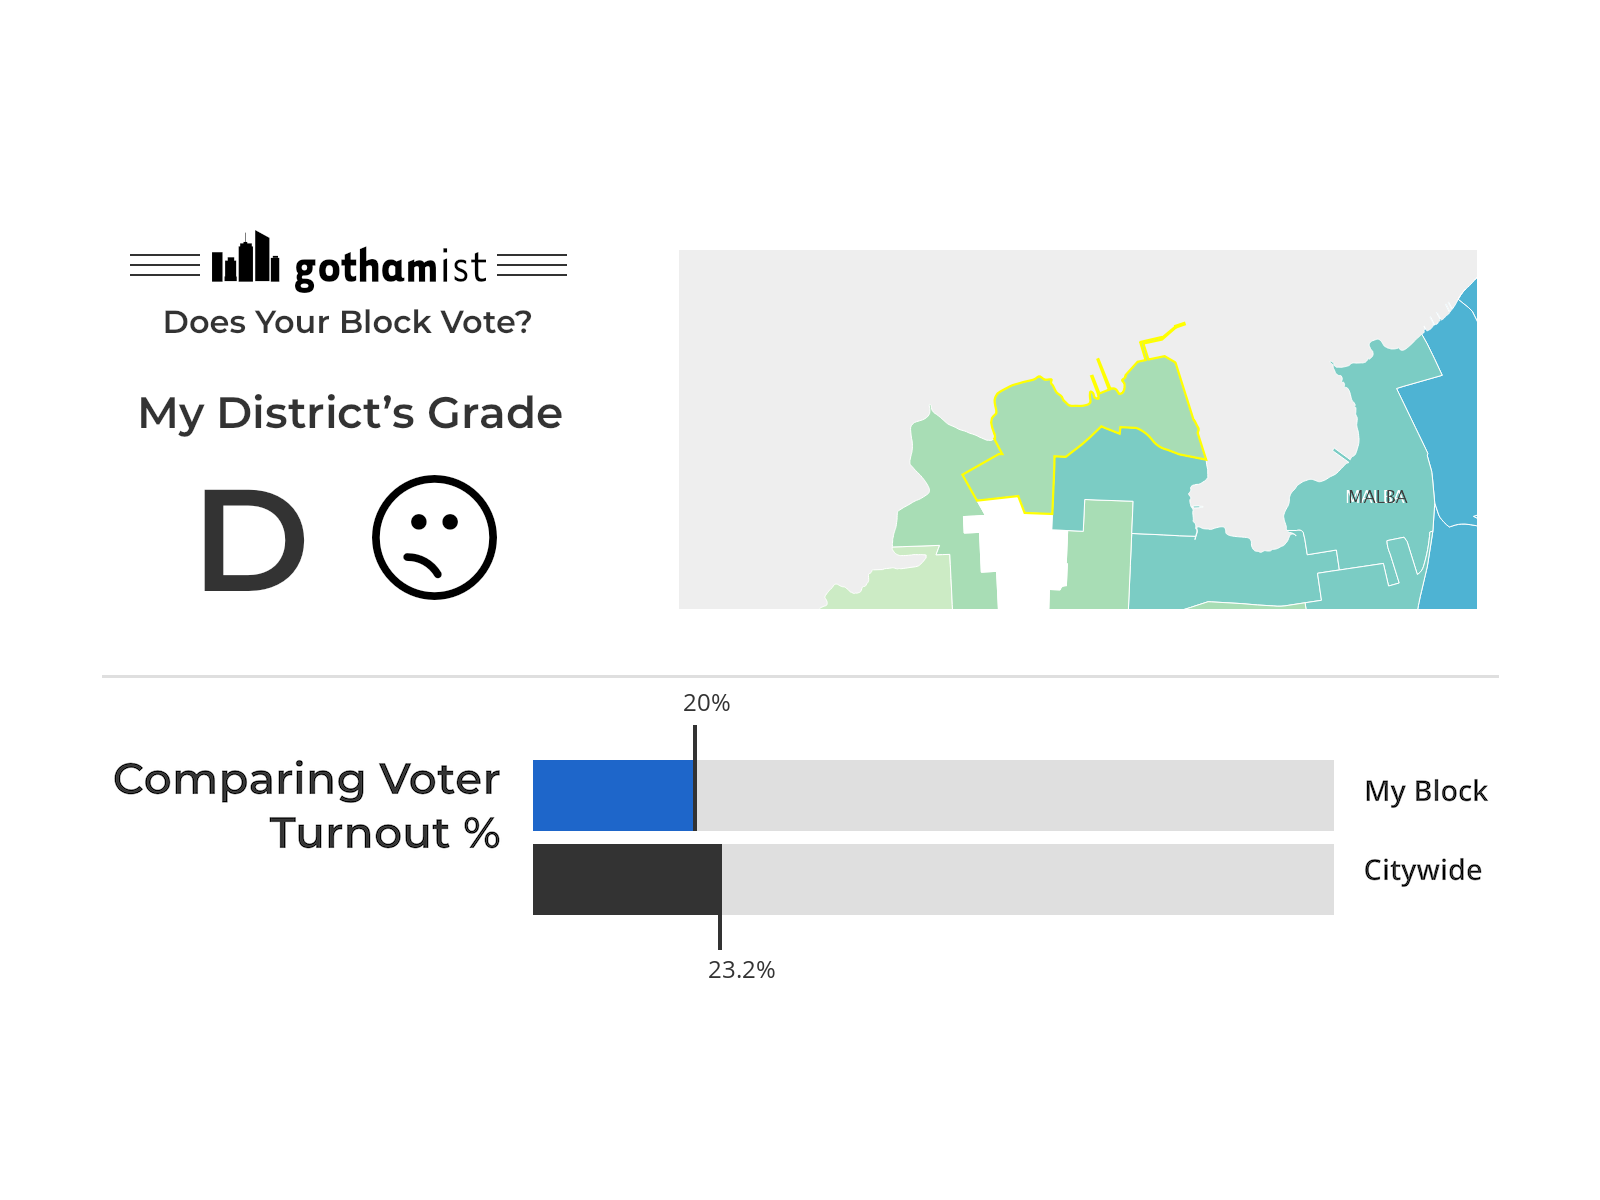 gothamist
Does Your Block Vote?
My District’s Grade
D
MALBA
20%
Comparing Voter
Turnout %
My Block
Citywide
23.2%